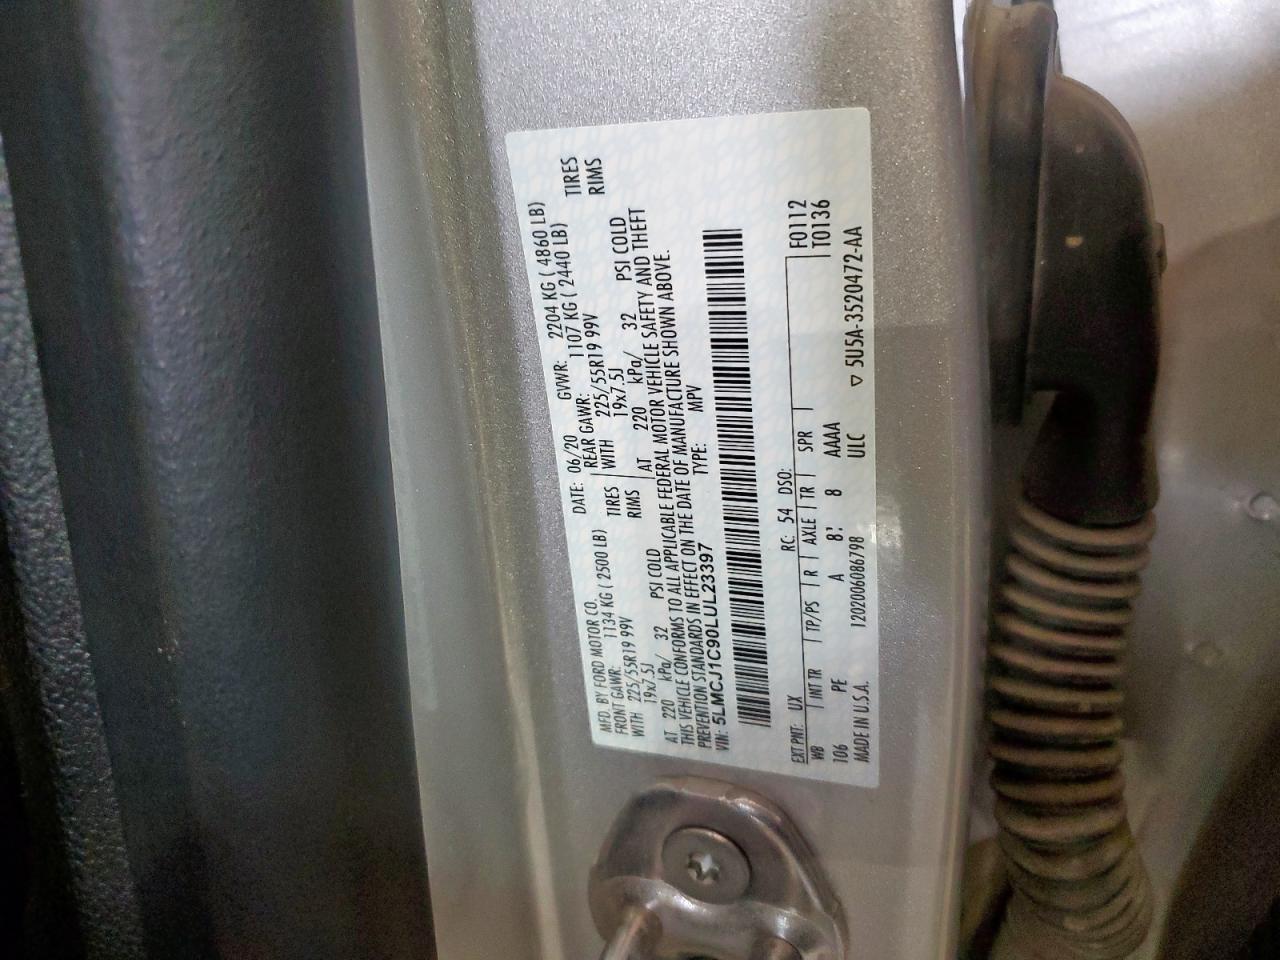 MFD. BY FORD MOTOR CO. DATE: 06/20 GVWR: 2204 KG ( 4860 LB)
FRONT GAWR: 1134 KG ( 2500 LB) REAR GAWR: 1107 KG ( 2440 LB)
WITH 225/55R19 99V TIRES WITH 225/55R19 99V TIRES
19x7.5J RIMS 19x7.5J RIMS
AT 220 kPa/ 32 PSI COLD AT 220 kPa/ 32 PSI COLD
THIS VEHICLE CONFORMS TO ALL APPLICABLE FEDERAL MOTOR VEHICLE SAFETY AND THEFT
PREVENTION STANDARDS IN EFFECT ON THE DATE OF MANUFACTURE SHOWN ABOVE.
VIN: 5LMCJ1C90LUL23397 TYPE: MPV
EXT PNT: UX RC: 54 DSO: F0112
WB INT TR TP/PS R AXLE TR SPR T0136
106 PE A 8 AAAA
MADE IN U.S.A. 1202006086798 ULC ▽ 5U5A-3520472-AA